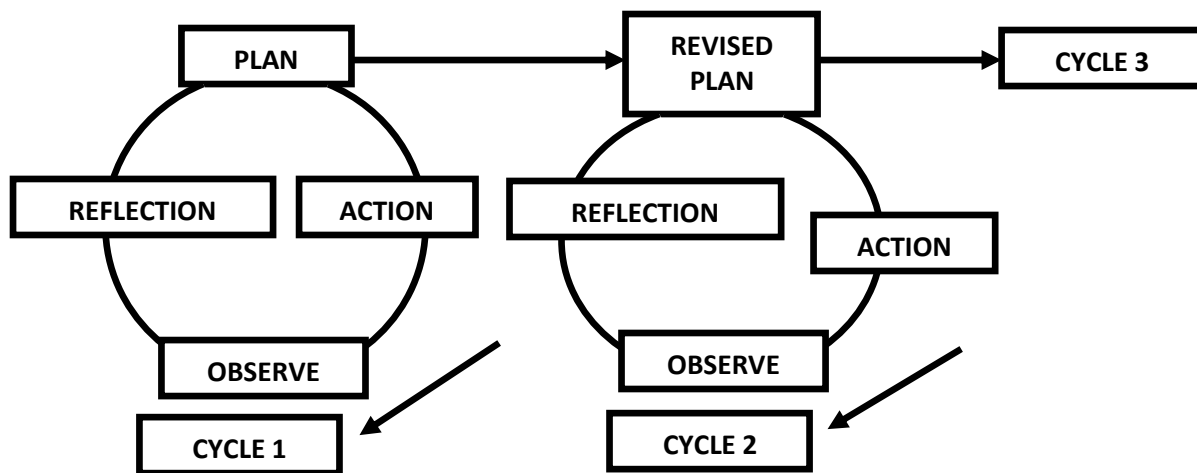 PLAN
REVISED
PLAN
CYCLE 3
REFLECTION
ACTION
REFLECTION
ACTION
OBSERVE
OBSERVE
CYCLE 1
CYCLE 2